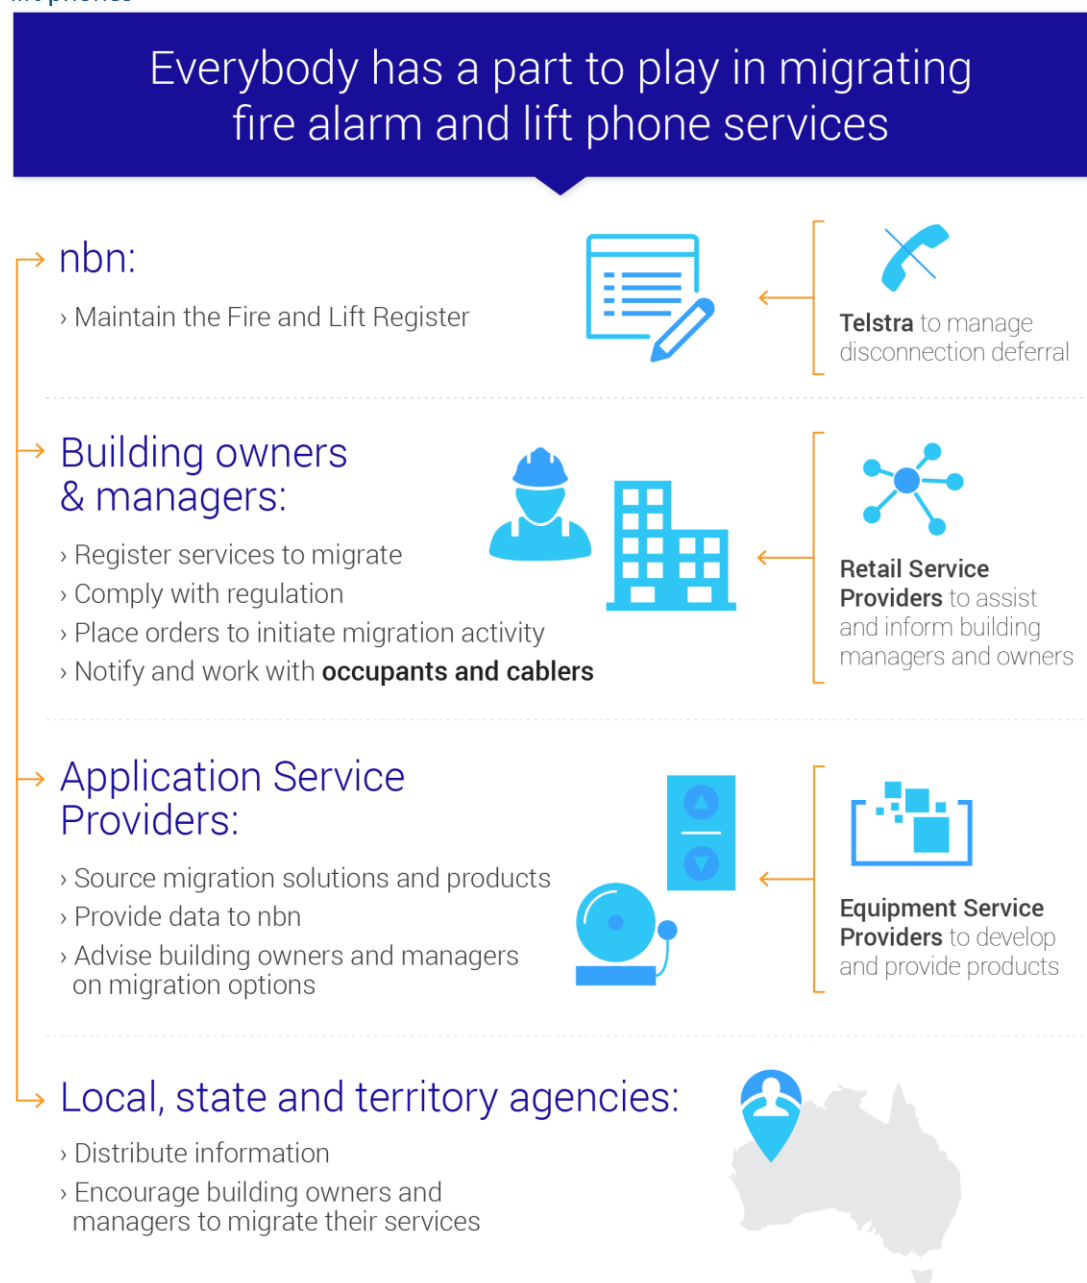 lift phones
Everybody has a part to play in migrating
fire alarm and lift phone services
nbn:
› Maintain the Fire and Lift Register
Telstra to manage
disconnection deferral
Building owners
& managers:
› Register services to migrate
› Comply with regulation
› Place orders to initiate migration activity
› Notify and work with occupants and cablers
Retail Service
Providers to assist
and inform building
managers and owners
Application Service
Providers:
› Source migration solutions and products
› Provide data to nbn
› Advise building owners and managers
on migration options
Equipment Service
Providers to develop
and provide products
Local, state and territory agencies:
› Distribute information
› Encourage building owners and
managers to migrate their services